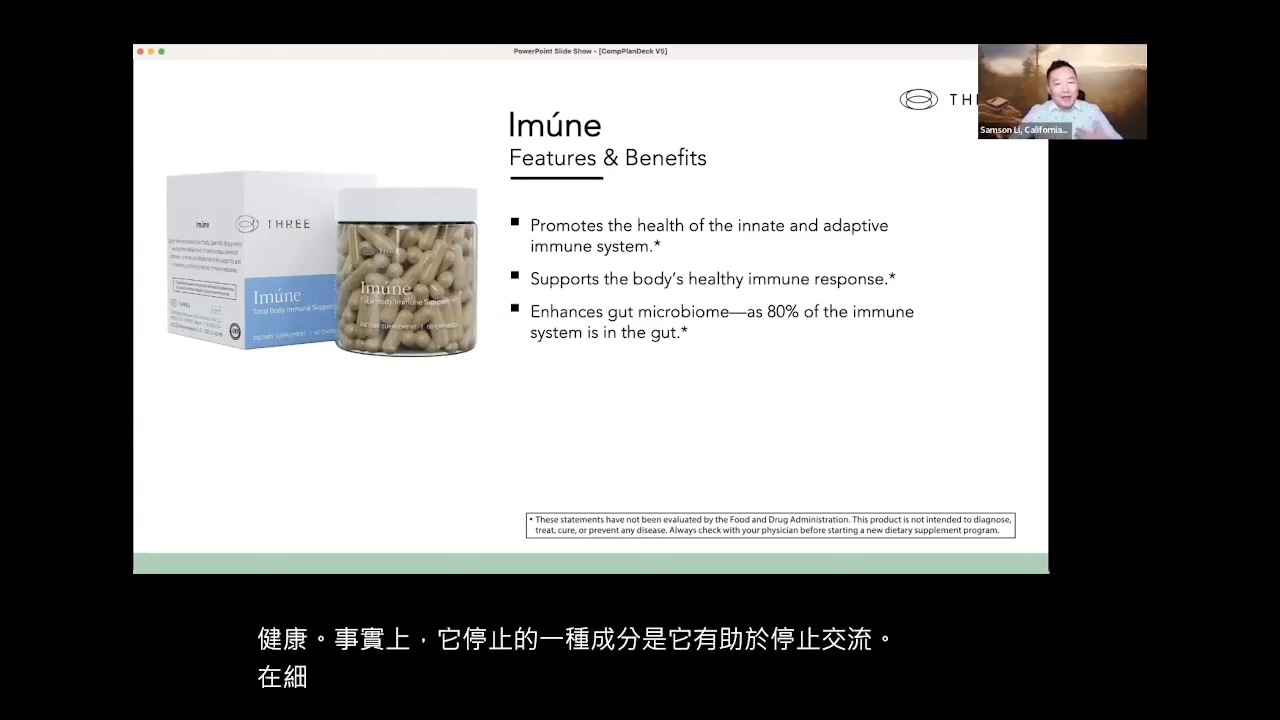 PowerPoint Slide Show - [CompPlanDeck V5]
TH
Samson Li, California...
Imúne
Features & Benefits
Imúne
THREE
Imúne
Total Body Immune Support
DIETARY SUPPLEMENT
THREE
Imúne
Total Body Immune Support
DIETARY SUPPLEMENT | 60 CAPSULES
■ Promotes the health of the innate and adaptive
immune system.*
■ Supports the body’s healthy immune response.*
■ Enhances gut microbiome—as 80% of the immune
system is in the gut.*
• These statements have not been evaluated by the Food and Drug Administration. This product is not intended to diagnose,
treat, cure, or prevent any disease. Always check with your physician before starting a new dietary supplement program.
健康。事實上，它停止的一種成分是它有助於停止交流。
在細